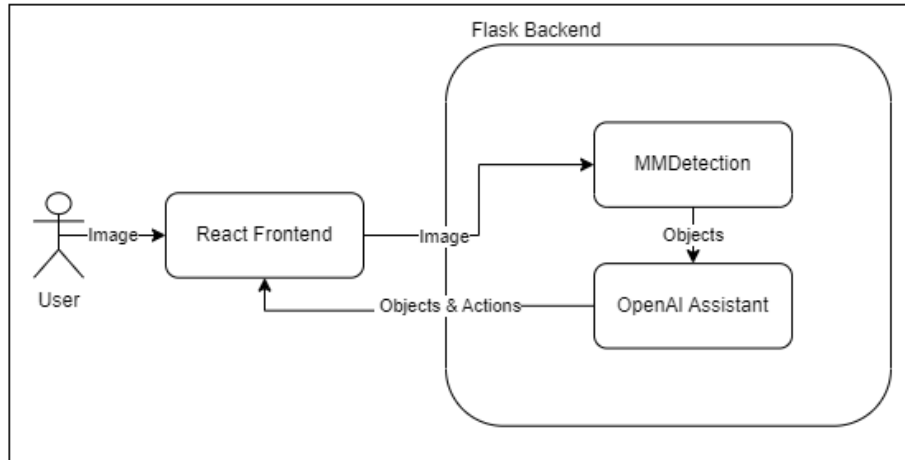 Flask Backend
MMDetection
Image
React Frontend
Image
Objects
User
Objects & Actions
OpenAI Assistant